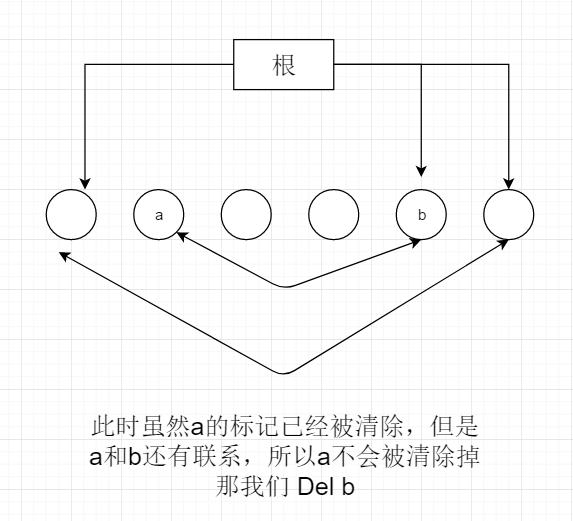 根
a
b
此时虽然a的标记已经被清除，但是
a和b还有联系，所以a不会被清除掉
那我们 Del b